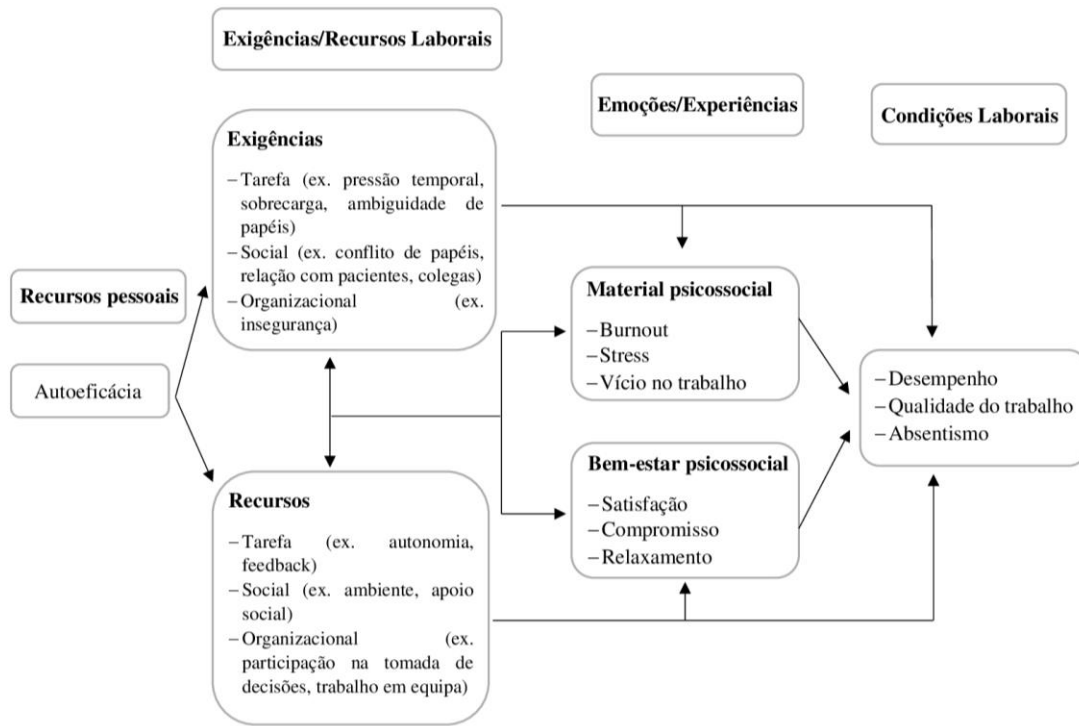 Exigências/Recursos Laborais
Emoções/Experiências
Condições Laborais
Exigências
–Tarefa (ex. pressão temporal,
sobrecarga, ambiguidade de
papéis)
–Social (ex. conflito de papéis,
relação com pacientes, colegas)
–Organizacional (ex.
insegurança)
Recursos pessoais
Autoeficácia
Material psicossocial
–Burnout
–Stress
–Vício no trabalho
–Desempenho
–Qualidade do trabalho
–Absentismo
Bem-estar psicossocial
–Satisfação
–Compromisso
–Relaxamento
Recursos
–Tarefa (ex. autonomia,
feedback)
–Social (ex. ambiente, apoio
social)
–Organizacional (ex.
participação na tomada de
decisões, trabalho em equipa)